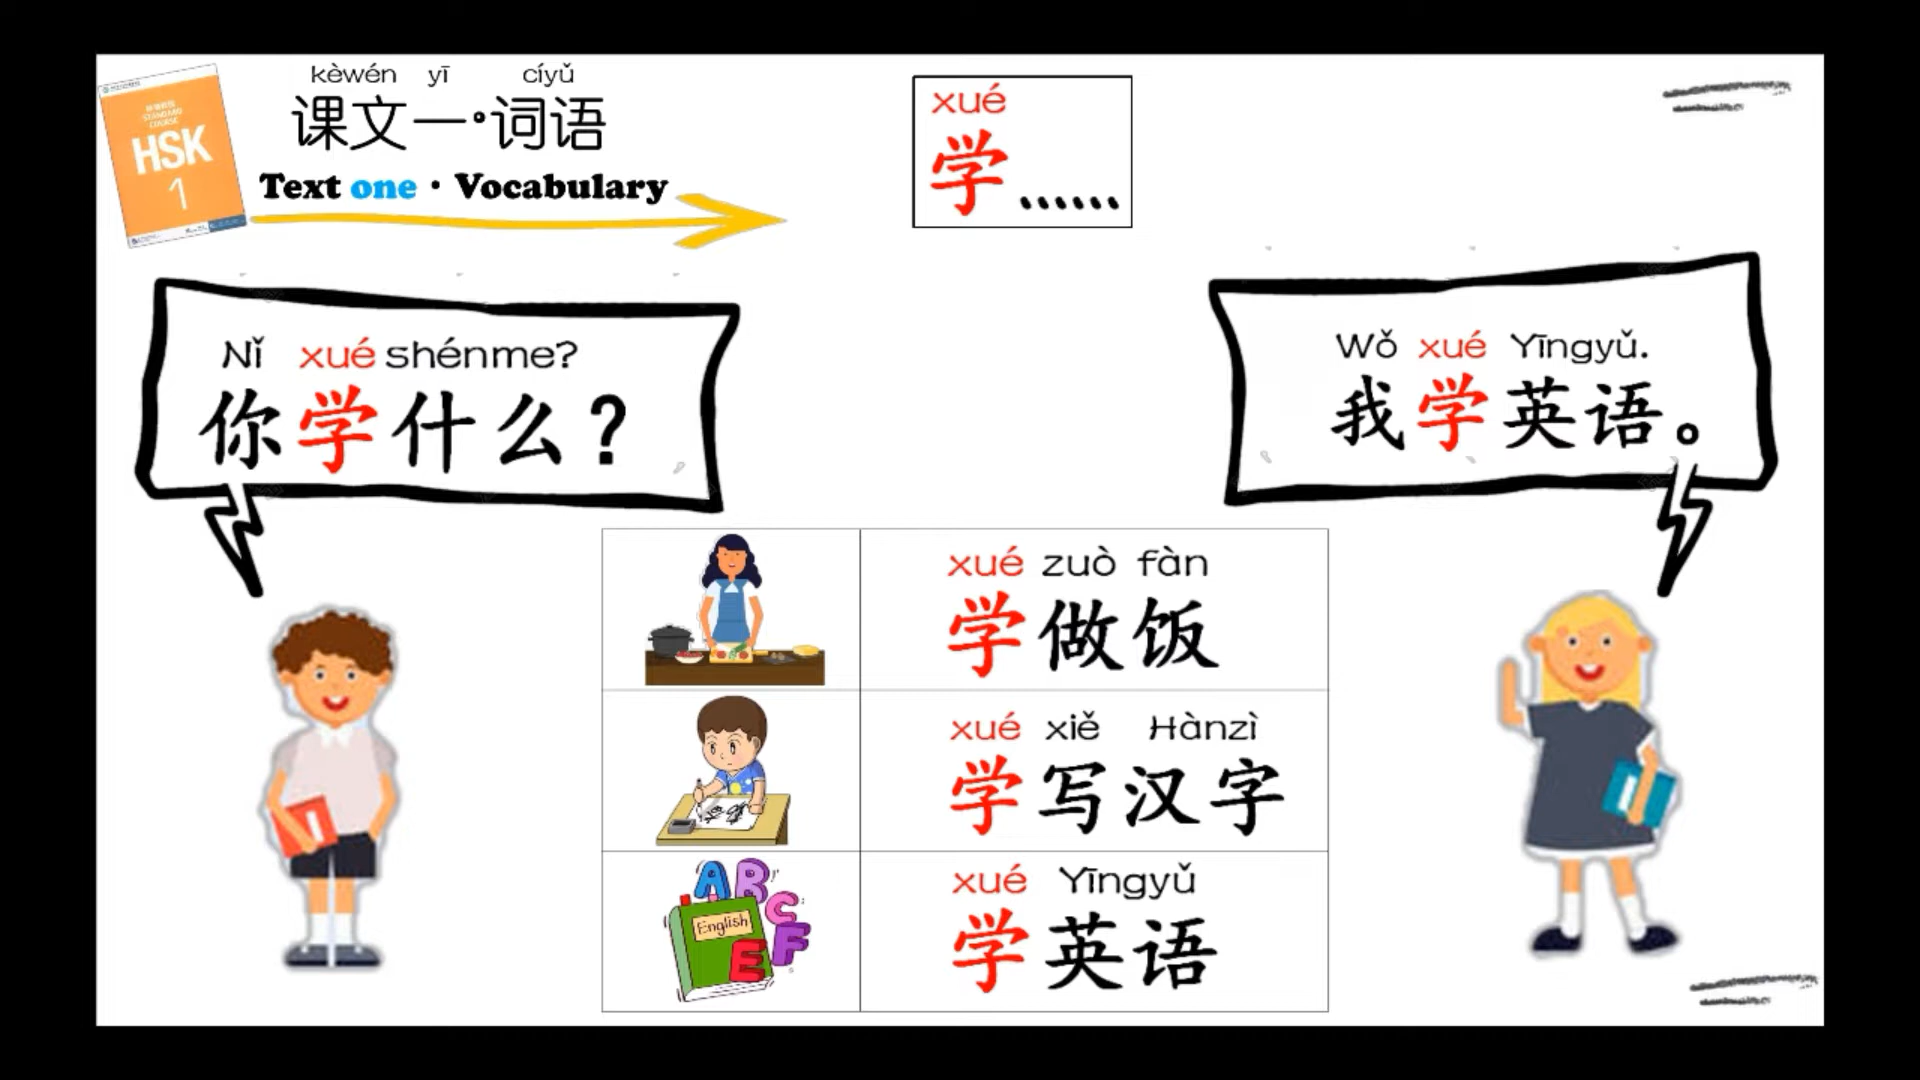 STANDARD
COURSE
HSK
1
kèwén yī cíyǔ
课文一·词语
Text one · Vocabulary
xué
学……
Nǐ xué shénme?
你学什么？
Wǒ xué Yīngyǔ.
我学英语。
xué zuò fàn
学做饭
xué xiě Hànzì
学写汉字
A B C F
English
E
xué Yīngyǔ
学英语